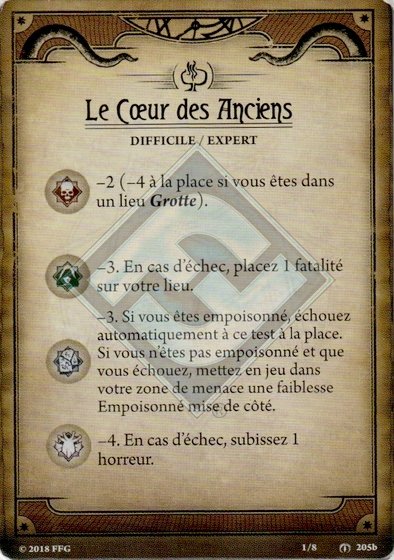 Le Cœur des Anciens
DIFFICILE / EXPERT
–2 (–4 à la place si vous êtes dans
un lieu Grotte).
–3. En cas d'échec, placez 1 fatalité
sur votre lieu.
–3. Si vous êtes empoisonné, échouez
automatiquement à ce test à la place.
Si vous n'êtes pas empoisonné et que
vous échouez, mettez en jeu dans
votre zone de menace une faiblesse
Empoisonné mise de côté.
–4. En cas d'échec, subissez 1
horreur.
© 2018 FFG 1/8 205b